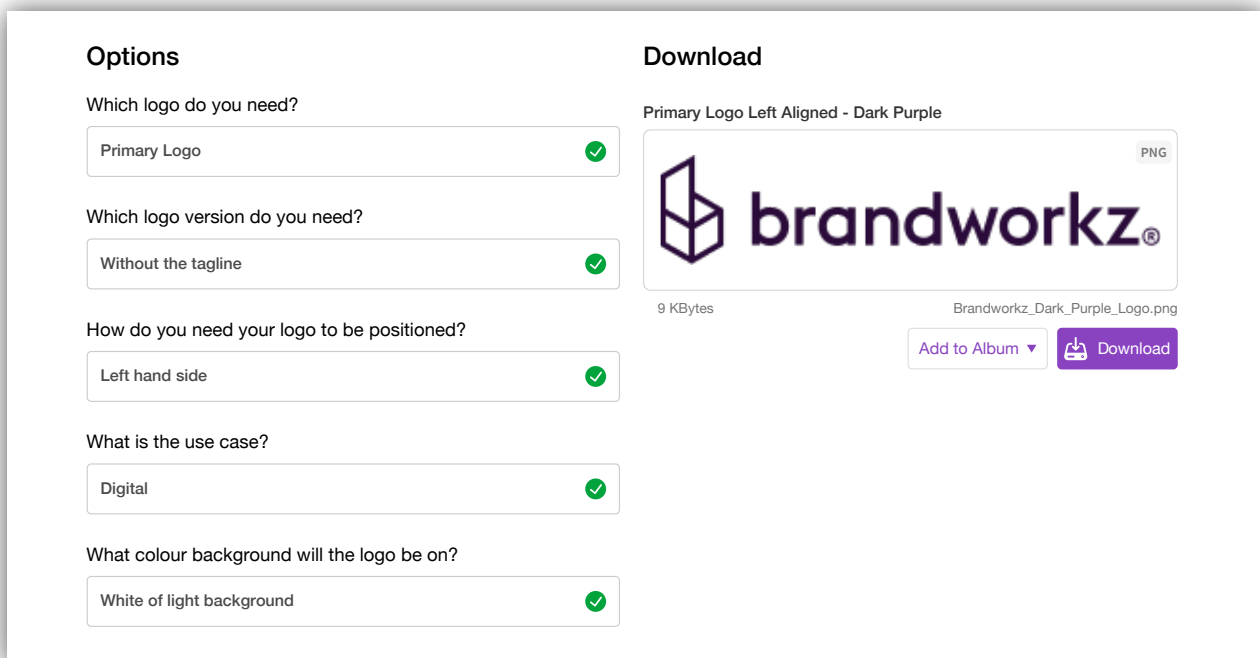 Options
Which logo do you need?
Primary Logo
Which logo version do you need?
Without the tagline
How do you need your logo to be positioned?
Left hand side
What is the use case?
Digital
What colour background will the logo be on?
White of light background
Download
Primary Logo Left Aligned - Dark Purple
PNG
brandworkz®
9 KBytes Brandworkz_Dark_Purple_Logo.png
Add to Album ▼ Download